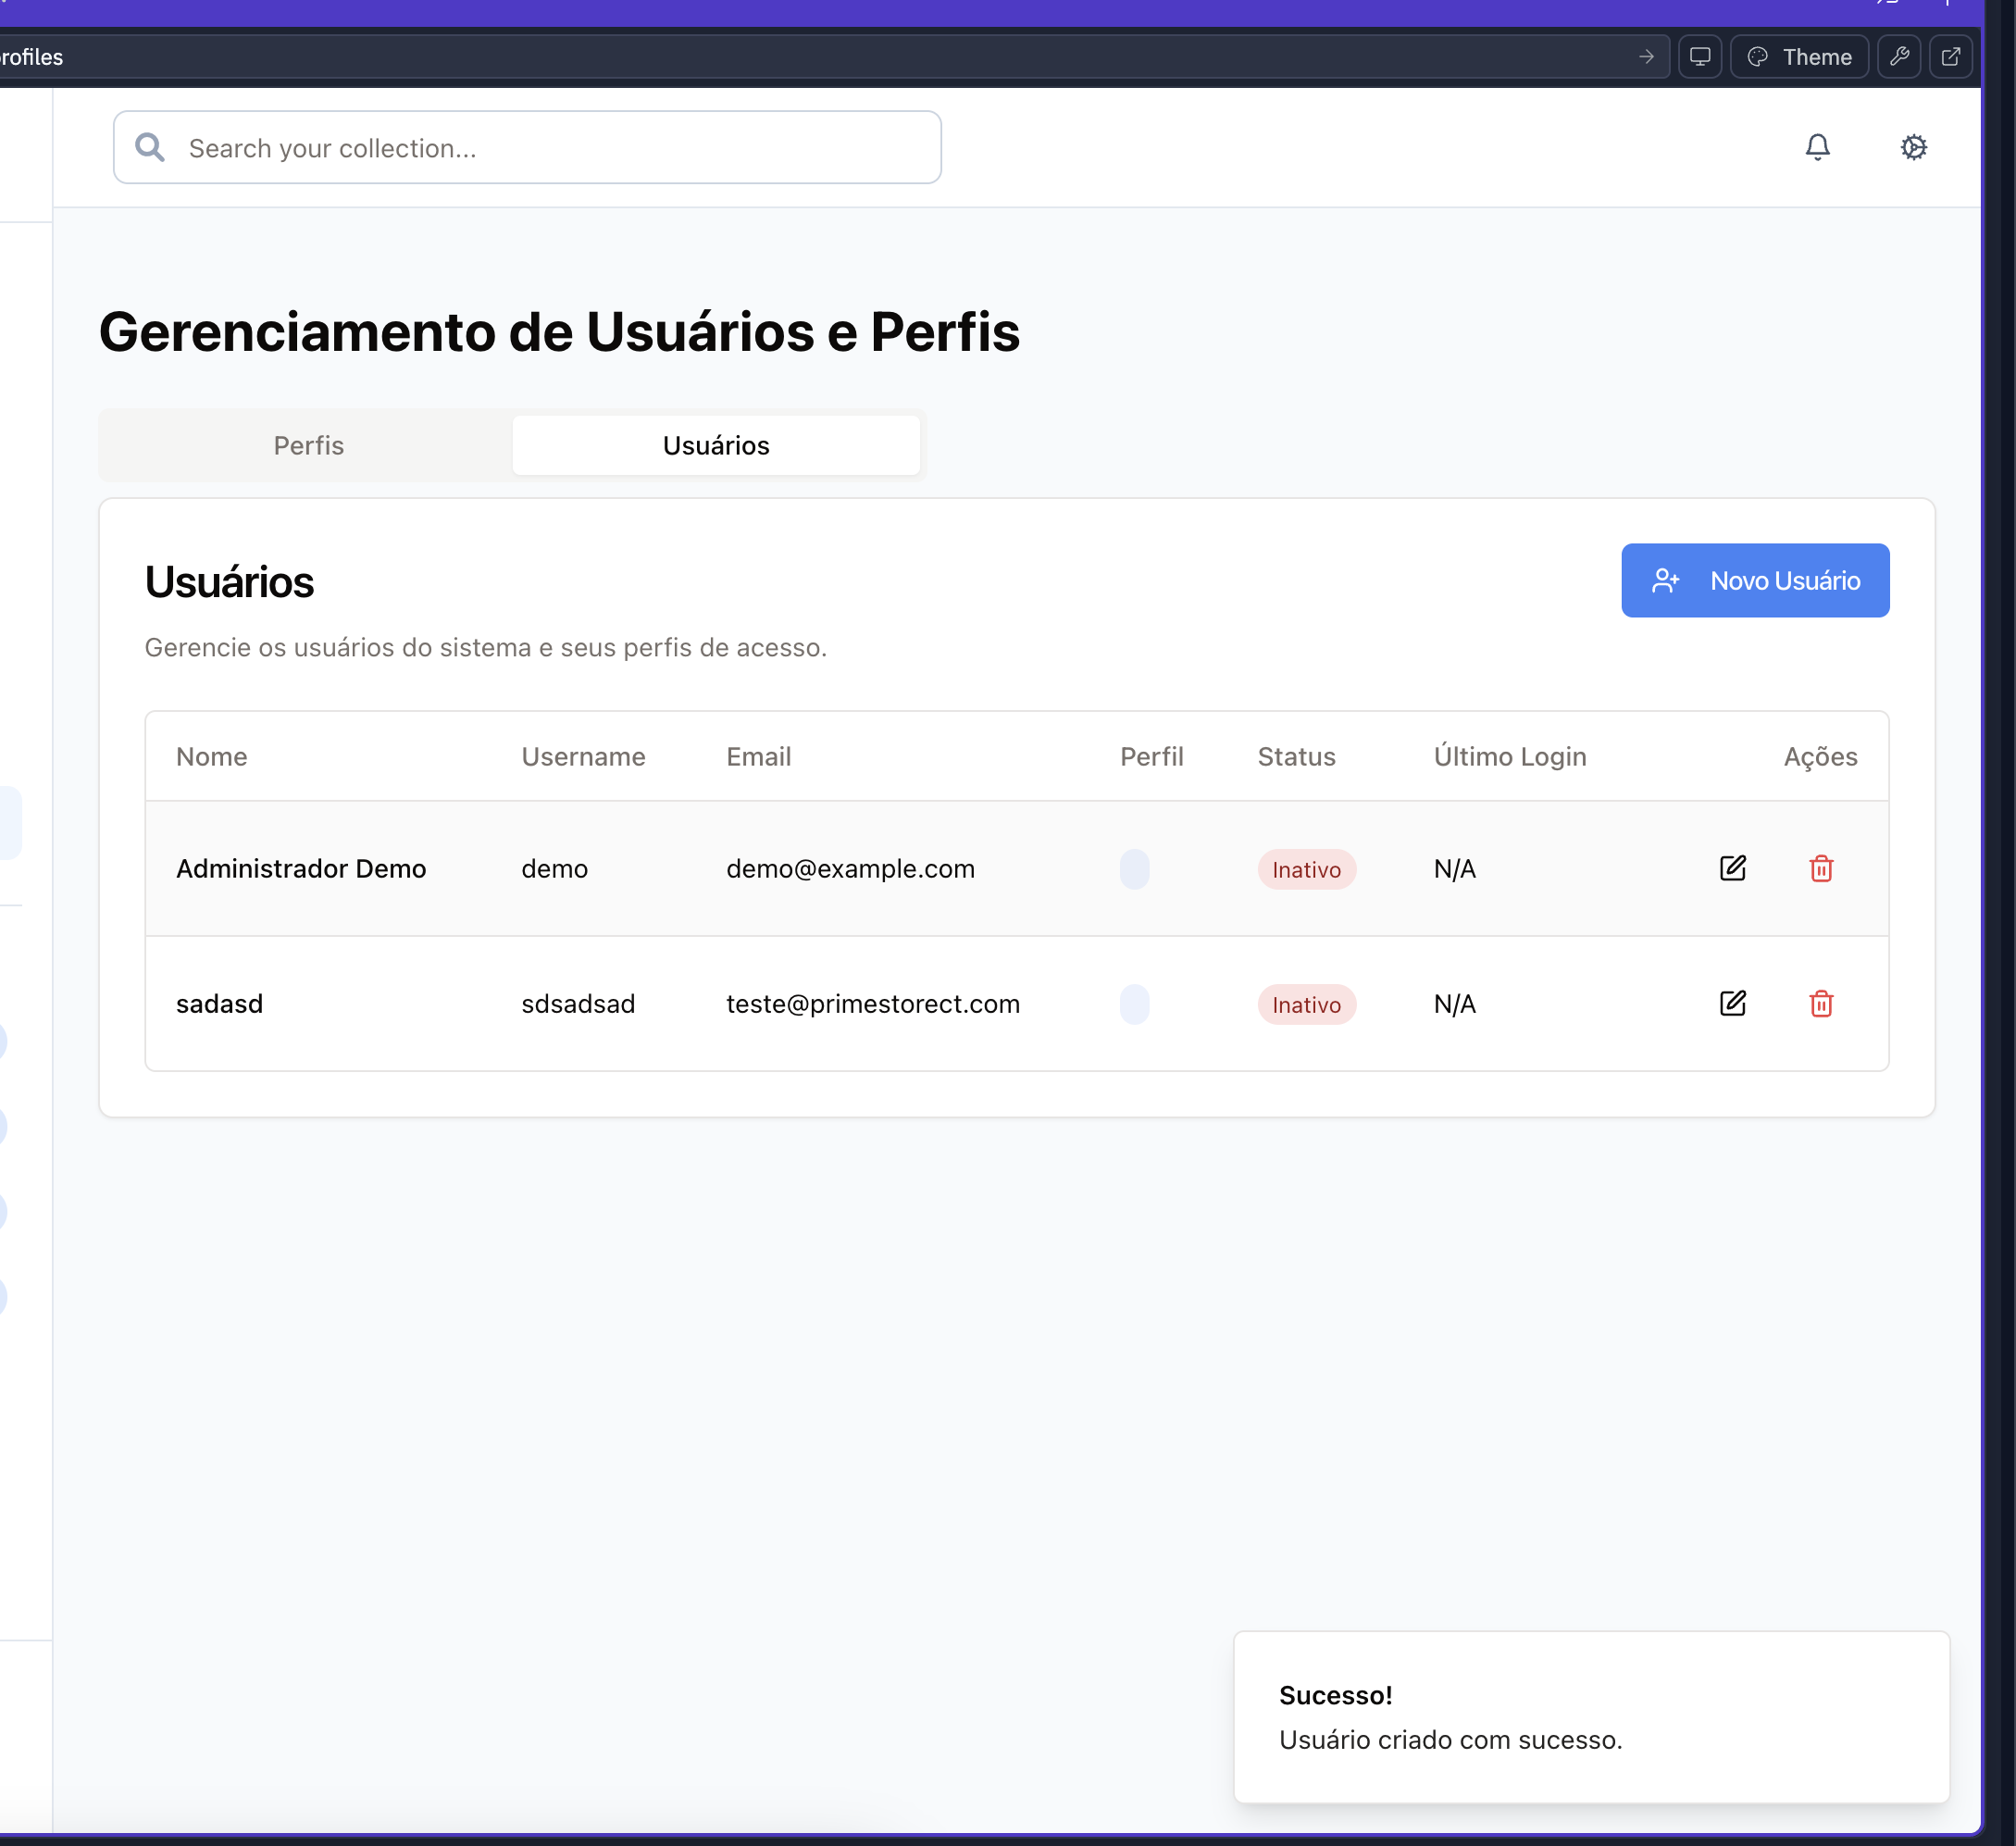 rofiles
Theme
Search your collection...
Gerenciamento de Usuários e Perfis
Perfis
Usuários
Usuários
Novo Usuário
Gerencie os usuários do sistema e seus perfis de acesso.
Nome Username Email Perfil Status Último Login Ações
Administrador Demo demo demo@example.com Inativo N/A
sadasd sdsadsad teste@primestorect.com Inativo N/A
Sucesso!
Usuário criado com sucesso.